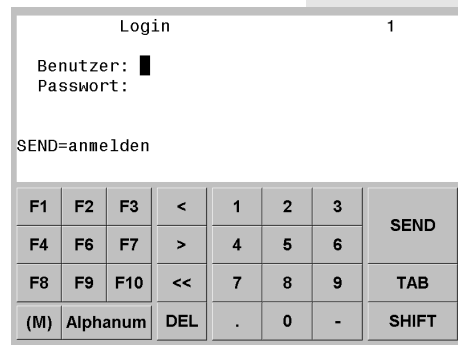 Login 1
Benutzer:
Passwort:
SEND=anmelden
F1 F2 F3 < 1 2 3 SEND
F4 F6 F7 > 4 5 6
F8 F9 F10 << 7 8 9 TAB
(M) Alphanum DEL . 0 - SHIFT